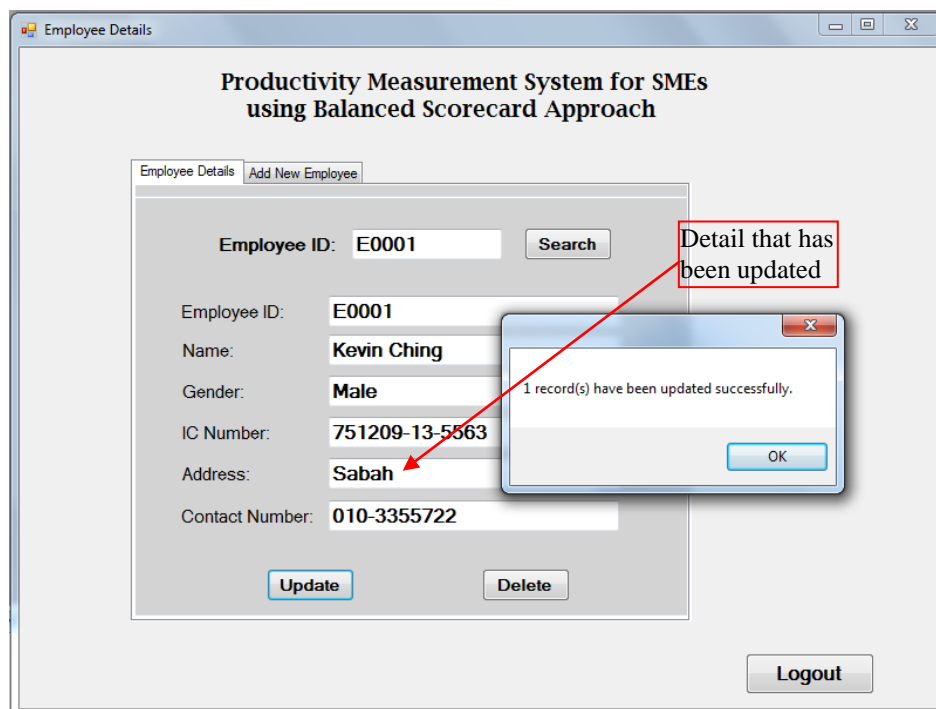 Employee Details
Productivity Measurement System for SMEs
using Balanced Scorecard Approach
Employee Details Add New Employee
Employee ID: E0001 Search
Detail that has
been updated
Employee ID: E0001
Name: Kevin Ching
Gender: Male
IC Number: 751209-13-5563
Address: Sabah
Contact Number: 010-3355722
1 record(s) have been updated successfully.
OK
Update Delete
Logout